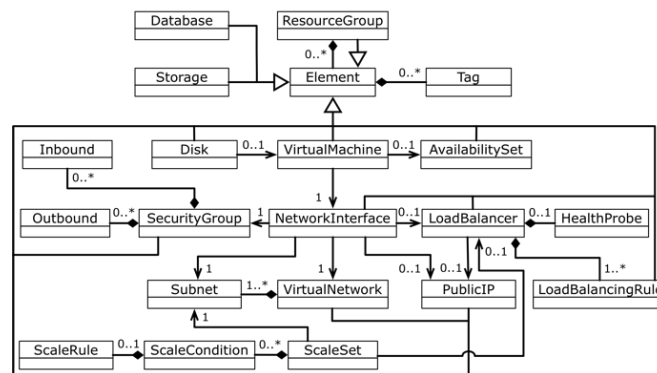 Database
ResourceGroup
0..*
Storage
Element
0..*
Tag
Inbound
Disk
0..1
VirtualMachine
0..1
AvailabilitySet
0..*
1
Outbound
0..*
SecurityGroup
1
NetworkInterface
0..1
LoadBalancer
0..1
HealthProbe
0..1
1
1
0..1
0..1
1..*
Subnet
1..*
VirtualNetwork
PublicIP
LoadBalancingRule
1
ScaleRule
0..1
ScaleCondition
0..*
ScaleSet